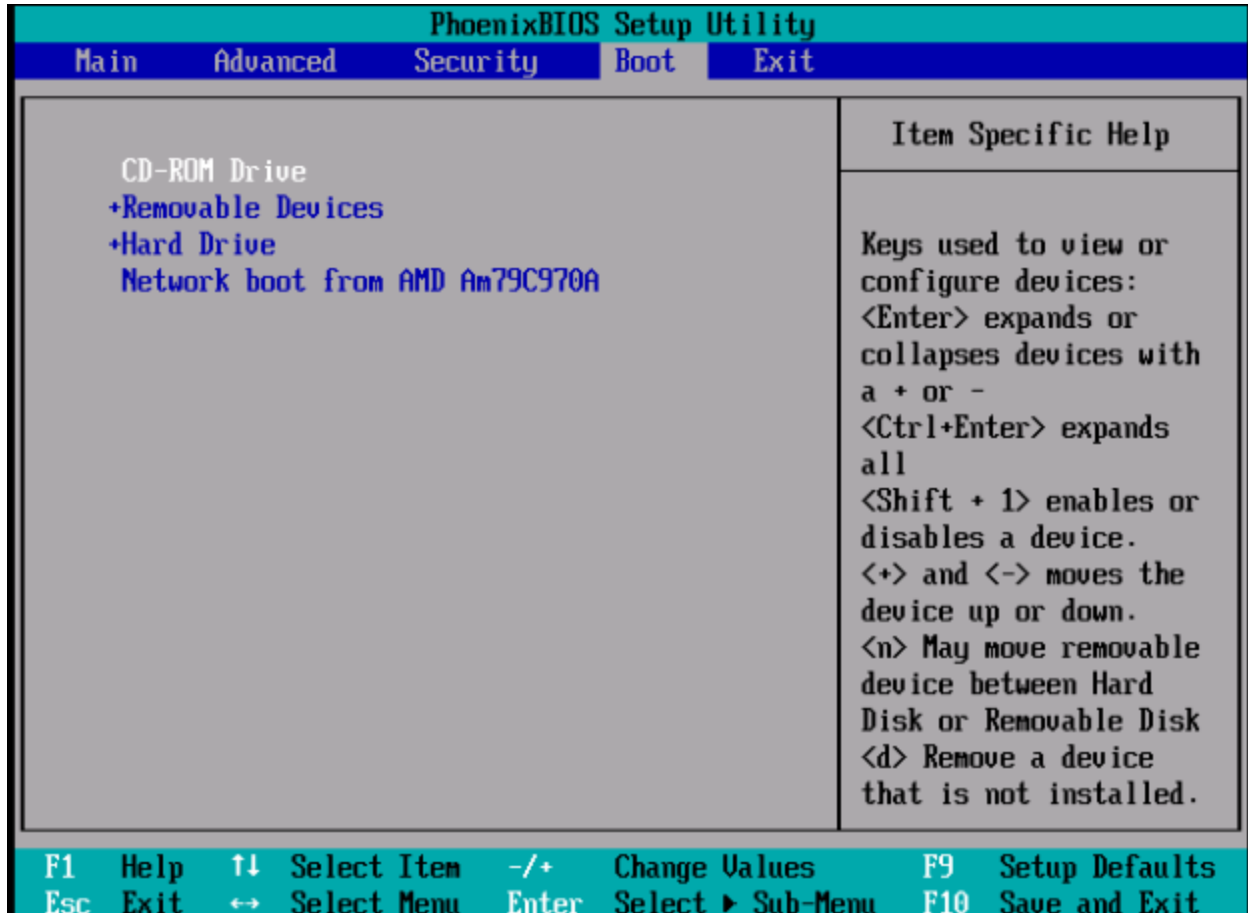 PhoenixBIOS Setup Utility
Main Advanced Security Boot Exit
CD-ROM Drive
+Removable Devices
+Hard Drive
Network boot from AMD Am79C970A
Item Specific Help
Keys used to view or
configure devices:
<Enter> expands or
collapses devices with
a + or -
<Ctrl+Enter> expands
all
<Shift + 1> enables or
disables a device.
<+> and <-> moves the
device up or down.
<n> May move removable
device between Hard
Disk or Removable Disk
<d> Remove a device
that is not installed.
F1 Help ↑↓ Select Item -/+ Change Values F9 Setup Defaults
Esc Exit ↔ Select Menu Enter Select ▶ Sub-Menu F10 Save and Exit